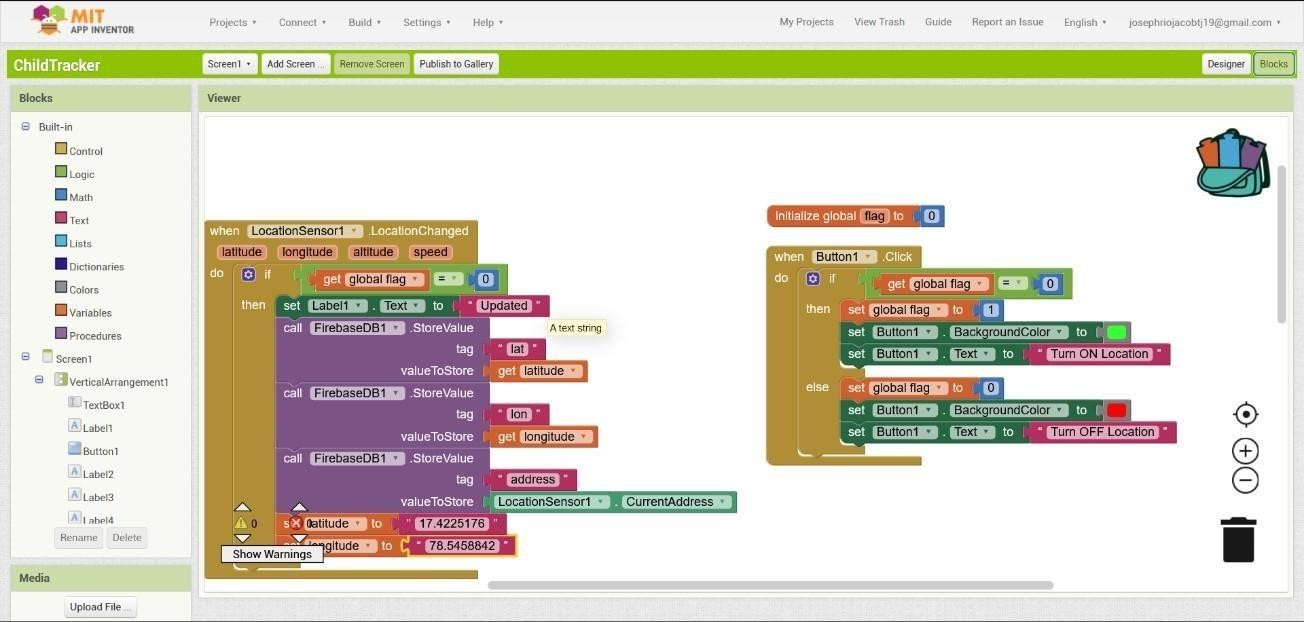 MIT
APP INVENTOR
Projects Connect Build Settings Help My Projects View Trash Guide Report an Issue English josephriojacobtj19@gmail.com
ChildTracker Screen1 Add Screen ... Remove Screen Publish to Gallery Designer Blocks
Blocks Viewer
Built-in
Control
Logic
Math
Text
Lists
Dictionaries
Colors
Variables
Procedures
Screen1
VerticalArrangement1
TextBox1
Label1
Button1
Label2
Label3
Label4
Rename Delete
Media
Upload File ...
when LocationSensor1 .LocationChanged
latitude longitude altitude speed
do if get global flag = 0
then set Label1 . Text to " Updated "
A text string.
call FirebaseDB1 .StoreValue
tag " lat "
valueToStore get latitude
call FirebaseDB1 .StoreValue
tag " lon "
valueToStore get longitude
call FirebaseDB1 .StoreValue
tag " address "
valueToStore LocationSensor1 . CurrentAddress
0 0 latitude to " 17.4225176 "
longitude to " 78.5458842 "
Show Warnings
Initialize global flag to 0
when Button1 .Click
do if get global flag = 0
then set global flag to 1
set Button1 . BackgroundColor to
set Button1 . Text to " Turn ON Location "
else set global flag to 0
set Button1 . BackgroundColor to
set Button1 . Text to " Turn OFF Location "